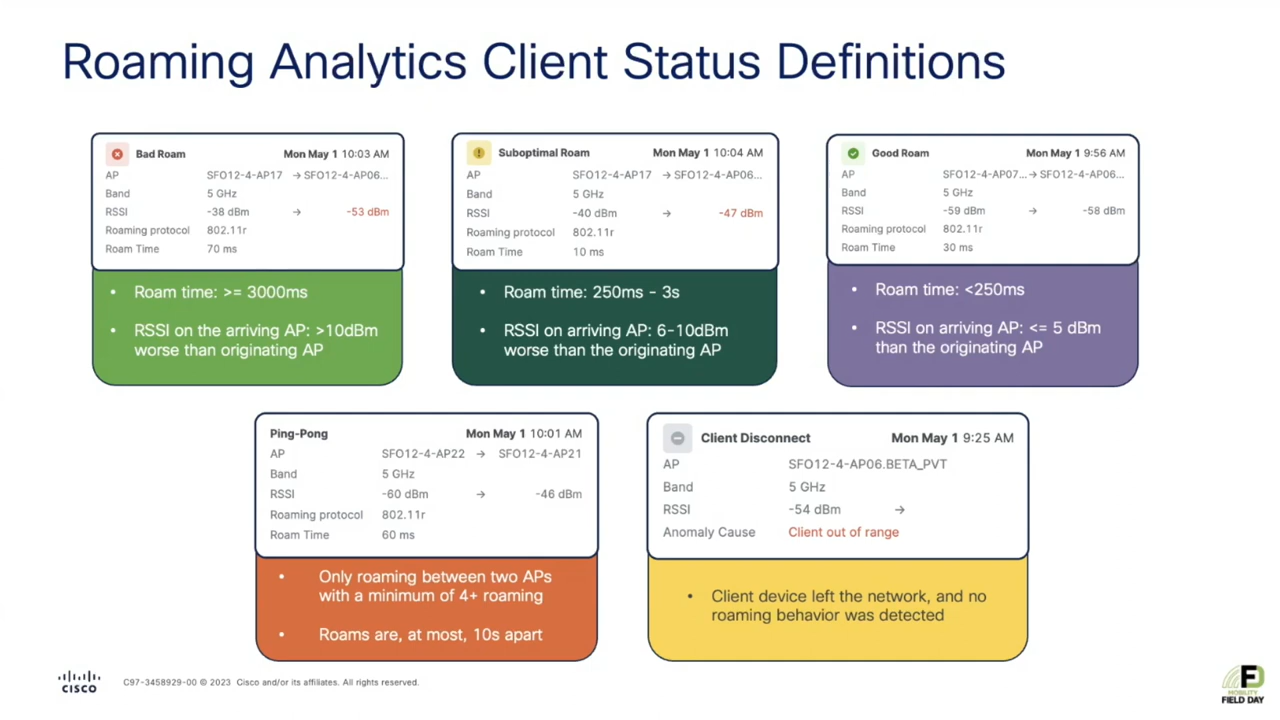 Roaming Analytics Client Status Definitions
Bad Roam Mon May 1 10:03 AM
AP SFO12-4-AP17 → SFO12-4-AP06...
Band 5 GHz
RSSI -38 dBm → -53 dBm
Roaming protocol 802.11r
Roam Time 70 ms
• Roam time: >= 3000ms
• RSSI on the arriving AP: >10dBm
worse than originating AP
Suboptimal Roam Mon May 1 10:04 AM
AP SFO12-4-AP17 → SFO12-4-AP06...
Band 5 GHz
RSSI -40 dBm → -47 dBm
Roaming protocol 802.11r
Roam Time 10 ms
• Roam time: 250ms - 3s
• RSSI on arriving AP: 6-10dBm
worse than the originating AP
Good Roam Mon May 1 9:56 AM
AP SFO12-4-AP07... → SFO12-4-AP06...
Band 5 GHz
RSSI -59 dBm → -58 dBm
Roaming protocol 802.11r
Roam Time 30 ms
• Roam time: <250ms
• RSSI on arriving AP: <= 5 dBm
than the originating AP
Ping-Pong Mon May 1 10:01 AM
AP SFO12-4-AP22 → SFO12-4-AP21
Band 5 GHz
RSSI -60 dBm → -46 dBm
Roaming protocol 802.11r
Roam Time 60 ms
• Only roaming between two APs
with a minimum of 4+ roaming
• Roams are, at most, 10s apart
Client Disconnect Mon May 1 9:25 AM
AP SFO12-4-AP06.BETA_PVT
Band 5 GHz
RSSI -54 dBm →
Anomaly Cause Client out of range
• Client device left the network, and no
roaming behavior was detected
CISCO
C97-3458929-00 © 2023 Cisco and/or its affiliates. All rights reserved.
FD
MOBILITY
FIELD DAY